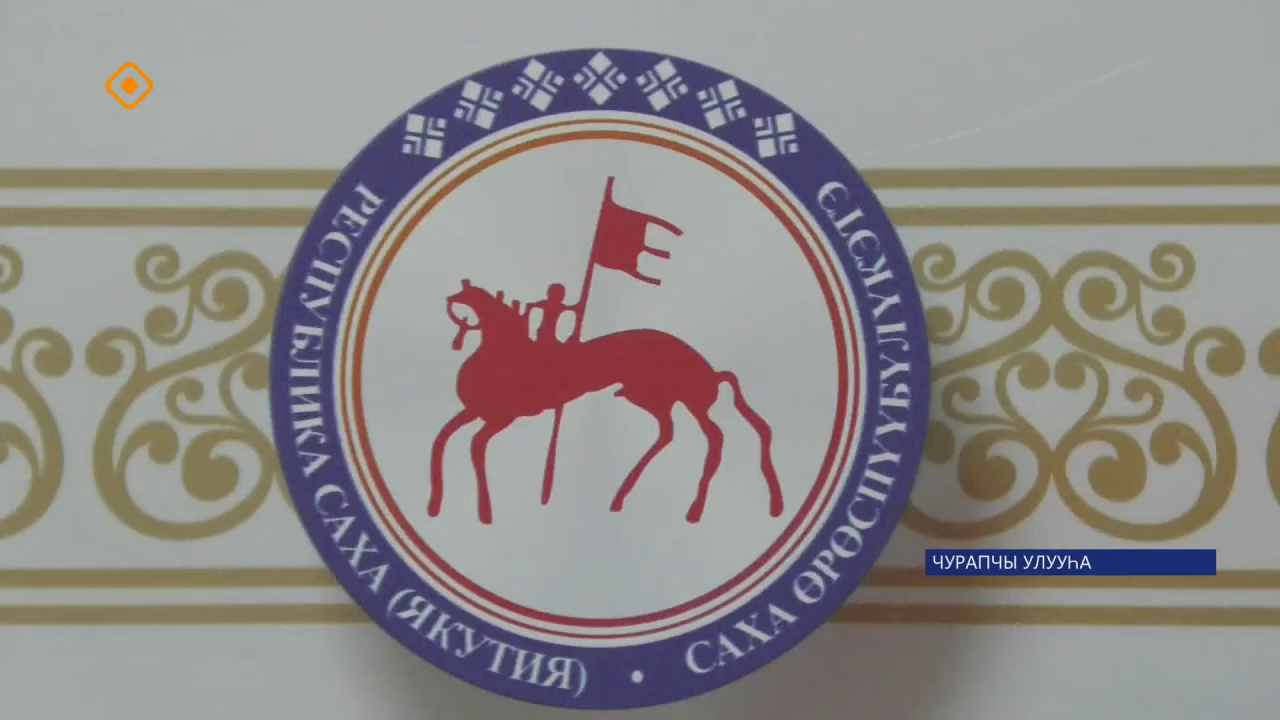 РЕСПУБЛИКА САХА (ЯКУТИЯ)
•
САХА ӨРӨСПҮҮБҮЛҮКЭТЭ
ЧУРАПЧЫ УЛУУһА